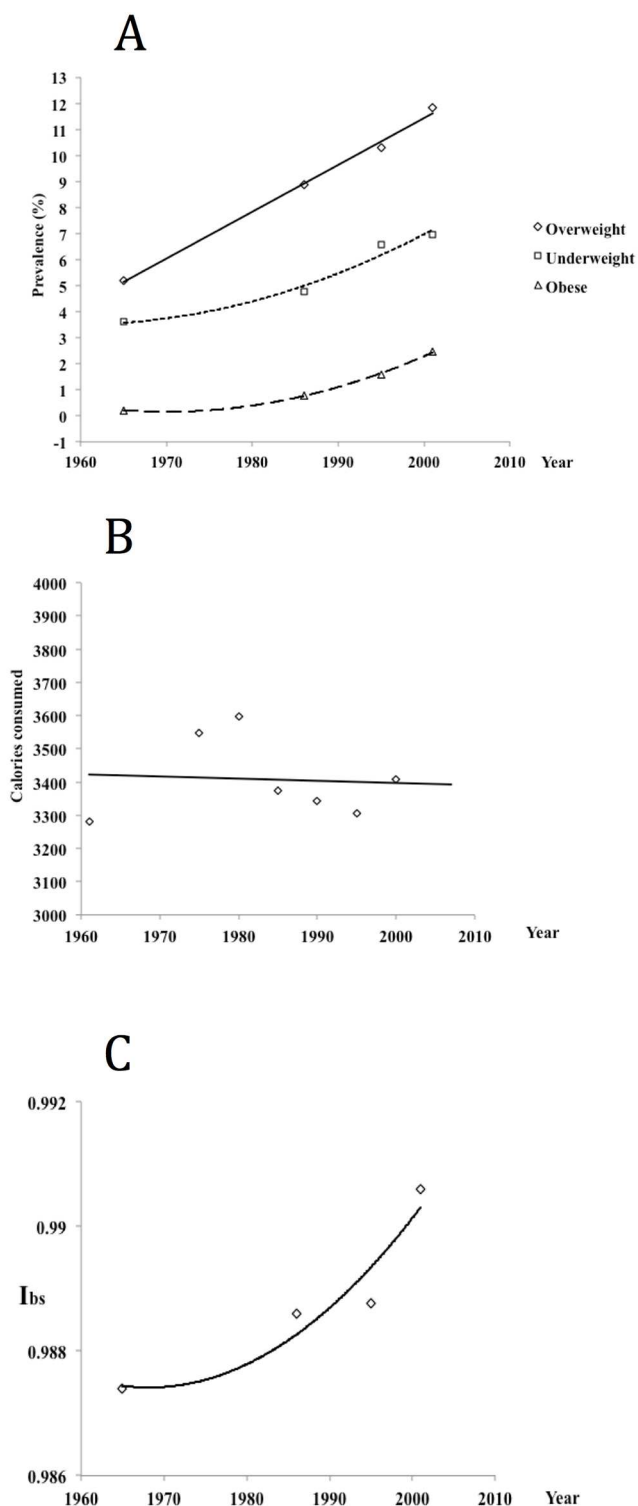 A
13
12
11
10
9
8
7
6
5
4
3
2
1
0
-1
Prevalence (%)
1960 1970 1980 1990 2000 2010 Year
Overweight
Underweight
Obese
B
4000
3900
3800
3700
3600
3500
3400
3300
3200
3100
3000
Calories consumed
1960 1970 1980 1990 2000 2010 Year
C
0.992
0.99
0.988
0.986
Ibs
1960 1970 1980 1990 2000 2010 Year